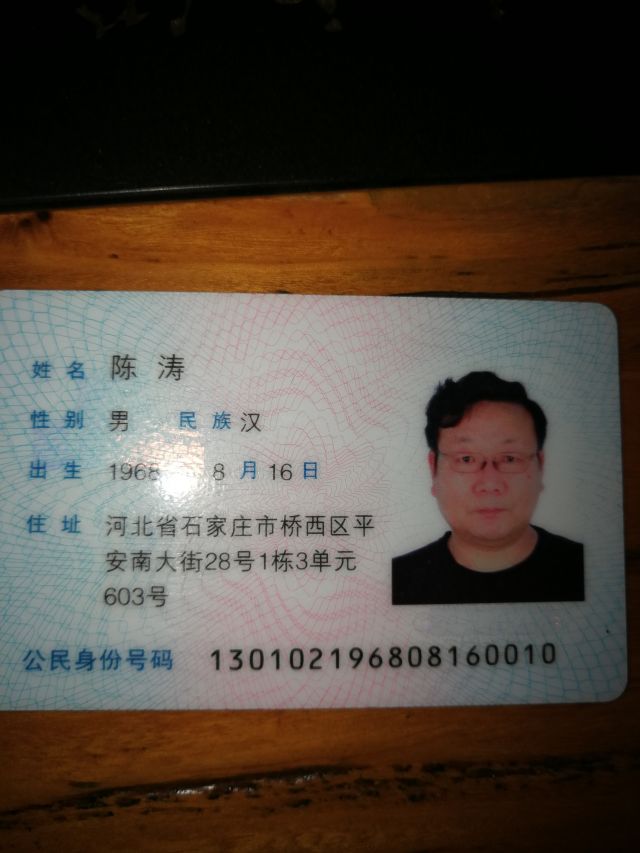 姓名 陈涛
性别 男 民族 汉
出生 1968 8 月 16 日
住址 河北省石家庄市桥西区平
安南大街28号1栋3单元
603号
公民身份号码 130102196808160010